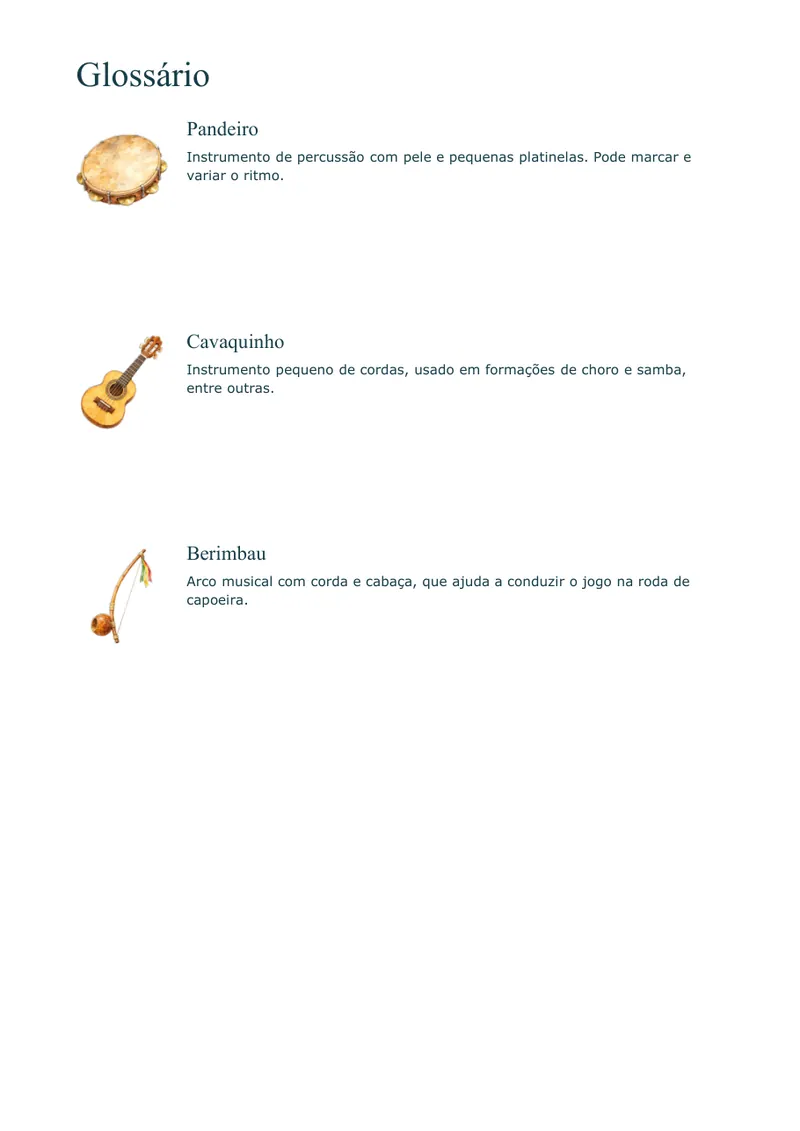 Glossário
Pandeiro
Instrumento de percussão com pele e pequenas platinelas. Pode marcar e
variar o ritmo.
Cavaquinho
Instrumento pequeno de cordas, usado em formações de choro e samba,
entre outras.
Berimbau
Arco musical com corda e cabaça, que ajuda a conduzir o jogo na roda de
capoeira.